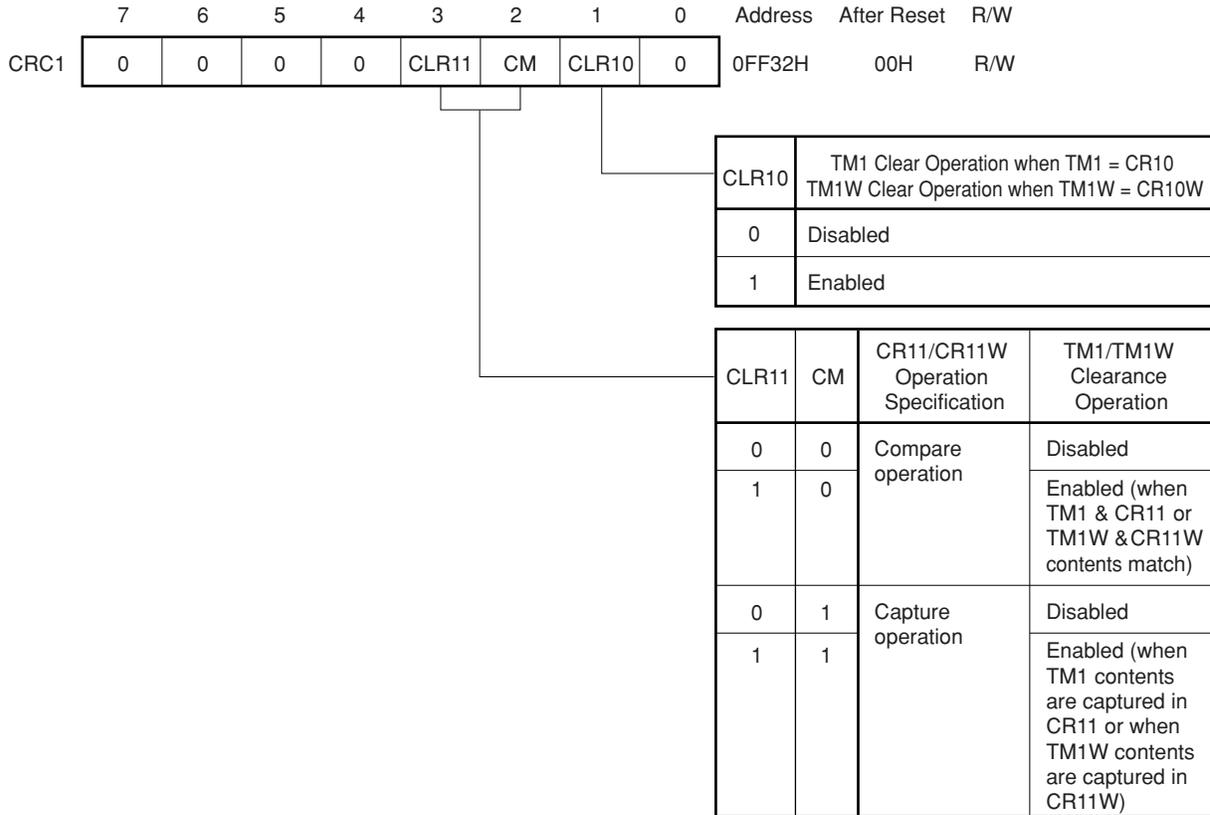 7 6 5 4 3 2 1 0 Address After Reset R/W
CRC1 0 0 0 0 CLR11 CM CLR10 0 0FF32H 00H R/W
CLR10 TM1 Clear Operation when TM1 = CR10
TM1W Clear Operation when TM1W = CR10W
0 Disabled
1 Enabled
CLR11 CM CR11/CR11W
Operation
Specification
TM1/TM1W
Clearance
Operation
0 0 Compare
operation
Disabled
1 0 Enabled (when
TM1 & CR11 or
TM1W &CR11W
contents match)
0 1 Capture
operation
Disabled
1 1 Enabled (when
TM1 contents
are captured in
CR11 or when
TM1W contents
are captured in
CR11W)